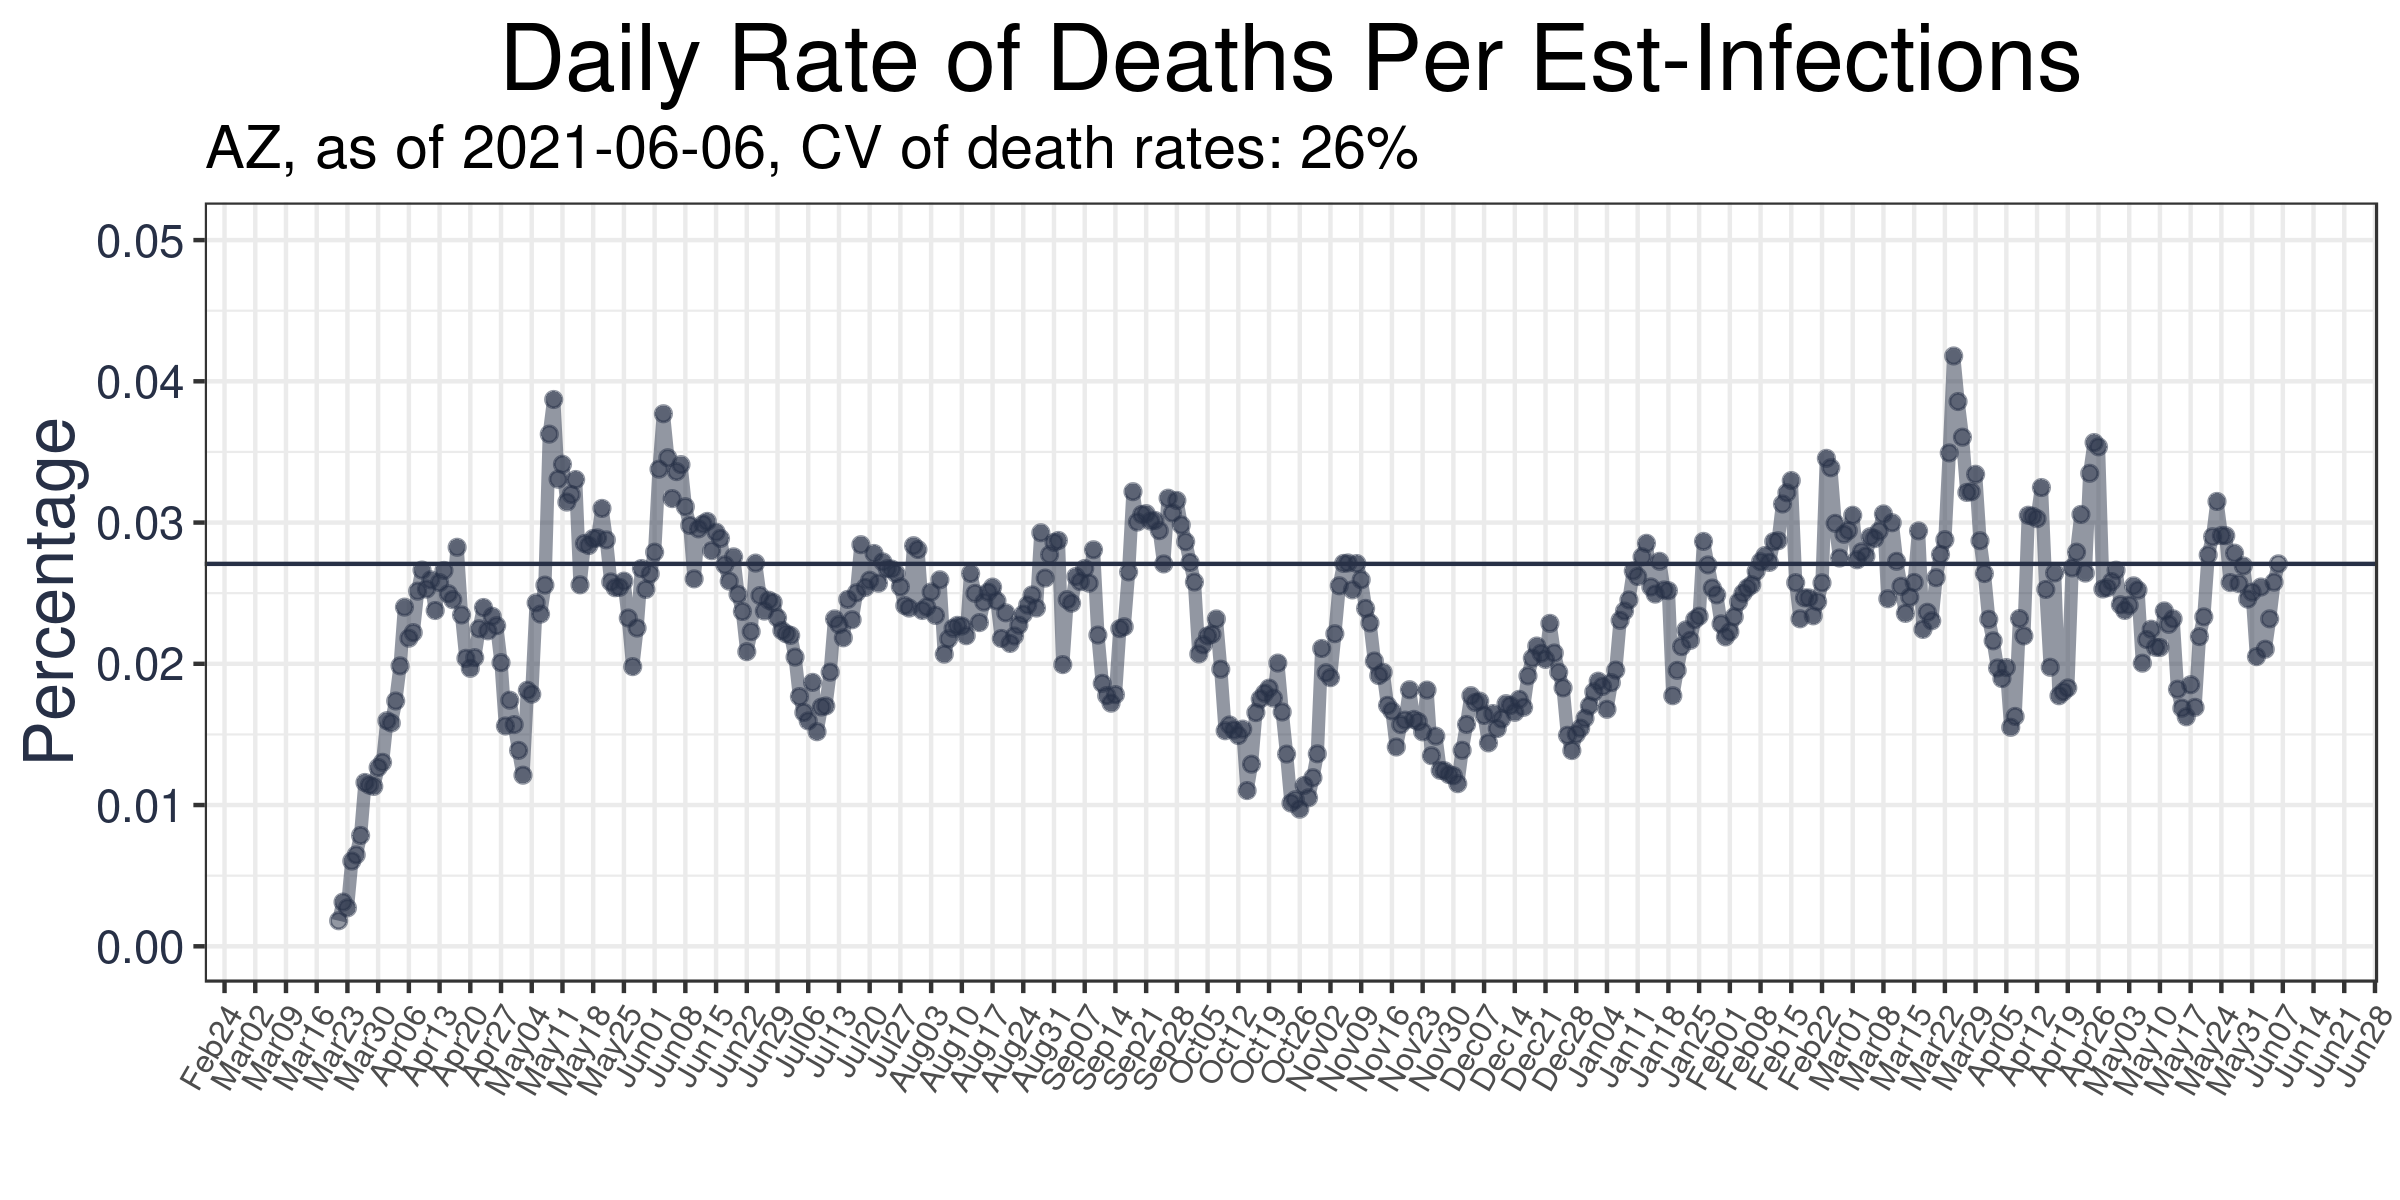 Daily Rate of Deaths Per Est-Infections
AZ, as of 2021-06-06, CV of death rates: 26%
Percentage
0.05
0.04
0.03
0.02
0.01
0.00
Feb24
Mar02
Mar09
Mar16
Mar23
Mar30
Apr06
Apr13
Apr20
Apr27
May04
May11
May18
May25
Jun01
Jun08
Jun15
Jun22
Jun29
Jul06
Jul13
Jul20
Jul27
Aug03
Aug10
Aug17
Aug24
Aug31
Sep07
Sep14
Sep21
Sep28
Oct05
Oct12
Oct19
Oct26
Nov02
Nov09
Nov16
Nov23
Nov30
Dec07
Dec14
Dec21
Dec28
Jan04
Jan11
Jan18
Jan25
Feb01
Feb08
Feb15
Feb22
Mar01
Mar08
Mar15
Mar22
Mar29
Apr05
Apr12
Apr19
Apr26
May03
May10
May17
May24
May31
Jun07
Jun14
Jun21
Jun28